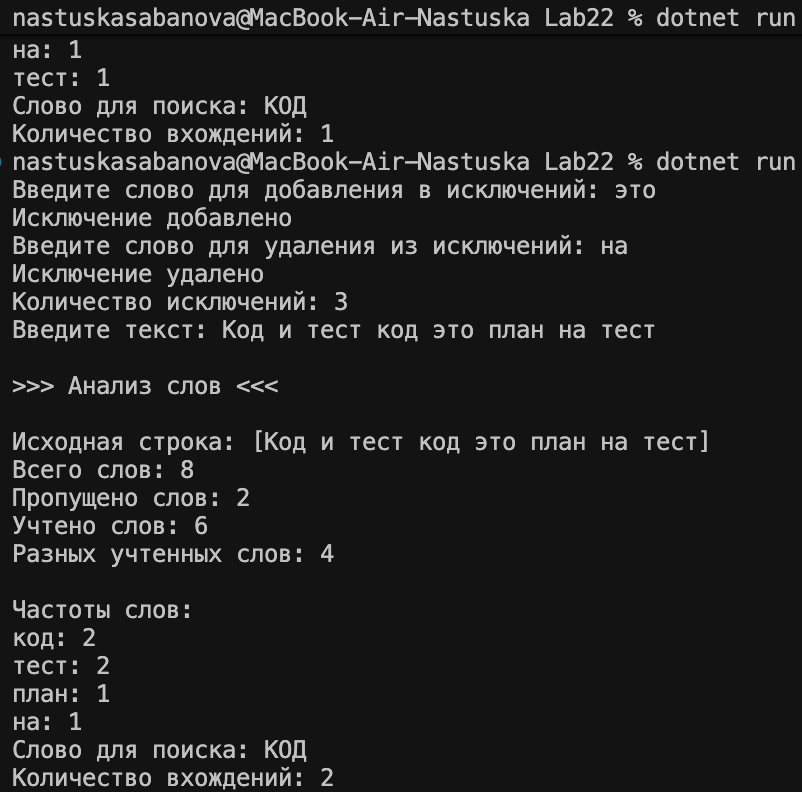 nastuskasabanova@MacBook-Air-Nastuska Lab22 % dotnet run
на: 1
тест: 1
Слово для поиска: КОД
Количество вхождений: 1
nastuskasabanova@MacBook-Air-Nastuska Lab22 % dotnet run
Введите слово для добавления в исключений: это
Исключение добавлено
Введите слово для удаления из исключений: на
Исключение удалено
Количество исключений: 3
Введите текст: Код и тест код это план на тест
>>> Анализ слов <<<
Исходная строка: [Код и тест код это план на тест]
Всего слов: 8
Пропущено слов: 2
Учтено слов: 6
Разных учтенных слов: 4
Частоты слов:
код: 2
тест: 2
план: 1
на: 1
Слово для поиска: КОД
Количество вхождений: 2